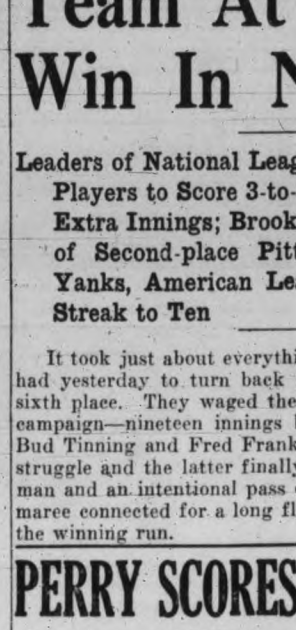 Team At
Win In N
Leaders of National Leag
Players to Score 3-to-
Extra Innings; Brook
of Second-place Pit
Yanks, American Le
Streak to Ten
It took just about everythi
had yesterday to turn back
sixth place. They waged the
campaign—nineteen innings
Bud Tinning and Fred Frank
struggle and the latter finally
man and an intentional pass
maree connected for a long fl
the winning run.
PERRY SCORES